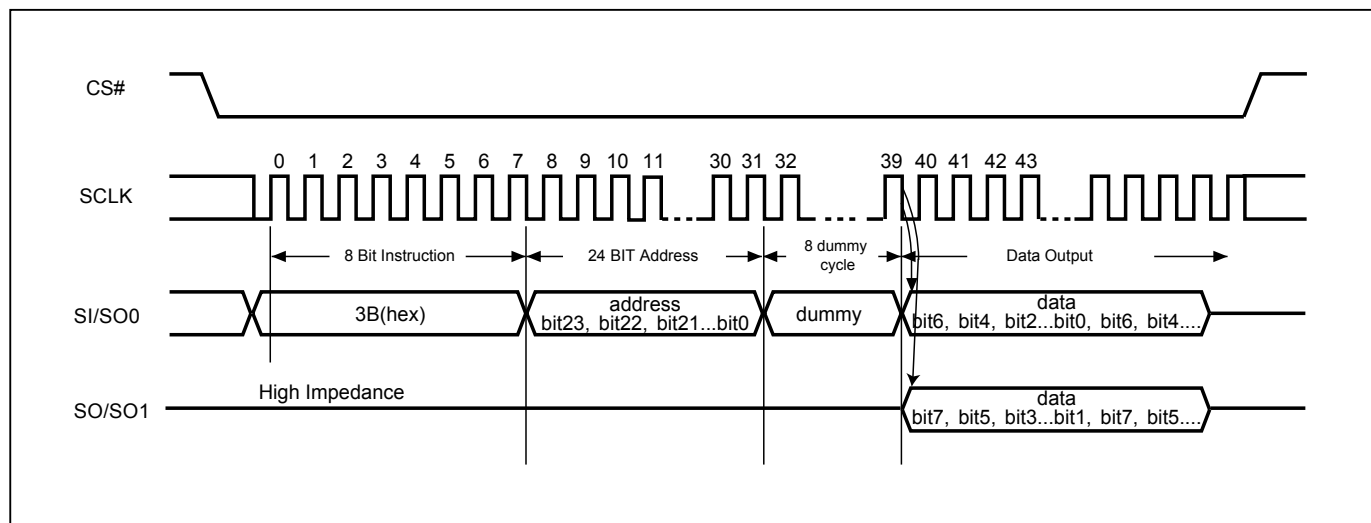 CS#
0 1 2 3 4 5 6 7 8 9 10 11 30 31 32 39 40 41 42 43
SCLK
8 Bit Instruction
24 BIT Address
8 dummy
cycle
Data Output
SI/SO0
3B(hex)
address
bit23, bit22, bit21...bit0
dummy
data
bit6, bit4, bit2...bit0, bit6, bit4....
High Impedance
SO/SO1
data
bit7, bit5, bit3...bit1, bit7, bit5....